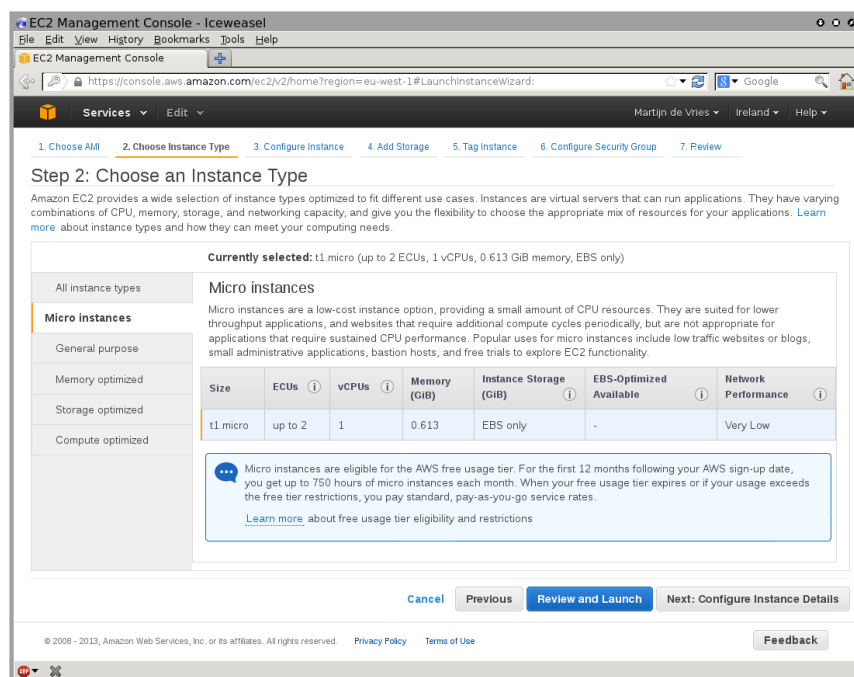 EC2 Management Console - Iceweasel
File Edit View History Bookmarks Tools Help
EC2 Management Console
https://console.aws.amazon.com/ec2/v2/home?region=eu-west-1#LaunchInstanceWizard:
Google
Services Edit Martijn de Vries Ireland Help
1. Choose AMI 2. Choose Instance Type 3. Configure Instance 4. Add Storage 5. Tag Instance 6. Configure Security Group 7. Review
Step 2: Choose an Instance Type
Amazon EC2 provides a wide selection of instance types optimized to fit different use cases. Instances are virtual servers that can run applications. They have varying
combinations of CPU, memory, storage, and networking capacity, and give you the flexibility to choose the appropriate mix of resources for your applications. Learn
more about instance types and how they can meet your computing needs.
Currently selected: t1.micro (up to 2 ECUs, 1 vCPUs, 0.613 GiB memory, EBS only)
All instance types
Micro instances
General purpose
Memory optimized
Storage optimized
Compute optimized
Micro instances
Micro instances are a low-cost instance option, providing a small amount of CPU resources. They are suited for lower
throughput applications, and websites that require additional compute cycles periodically, but are not appropriate for
applications that require sustained CPU performance. Popular uses for micro instances include low traffic websites or blogs,
small administrative applications, bastion hosts, and free trials to explore EC2 functionality.
Size ECUs i vCPUs i Memory (GiB) Instance Storage (GiB) i EBS-Optimized Available i Network Performance i
t1.micro up to 2 1 0.613 EBS only - Very Low
Micro instances are eligible for the AWS free usage tier. For the first 12 months following your AWS sign-up date,
you get up to 750 hours of micro instances each month. When your free usage tier expires or if your usage exceeds
the free tier restrictions, you pay standard, pay-as-you-go service rates.
Learn more about free usage tier eligibility and restrictions
Cancel Previous Review and Launch Next: Configure Instance Details
© 2008 - 2013, Amazon Web Services, Inc. or its affiliates. All rights reserved. Privacy Policy Terms of Use Feedback
ABP